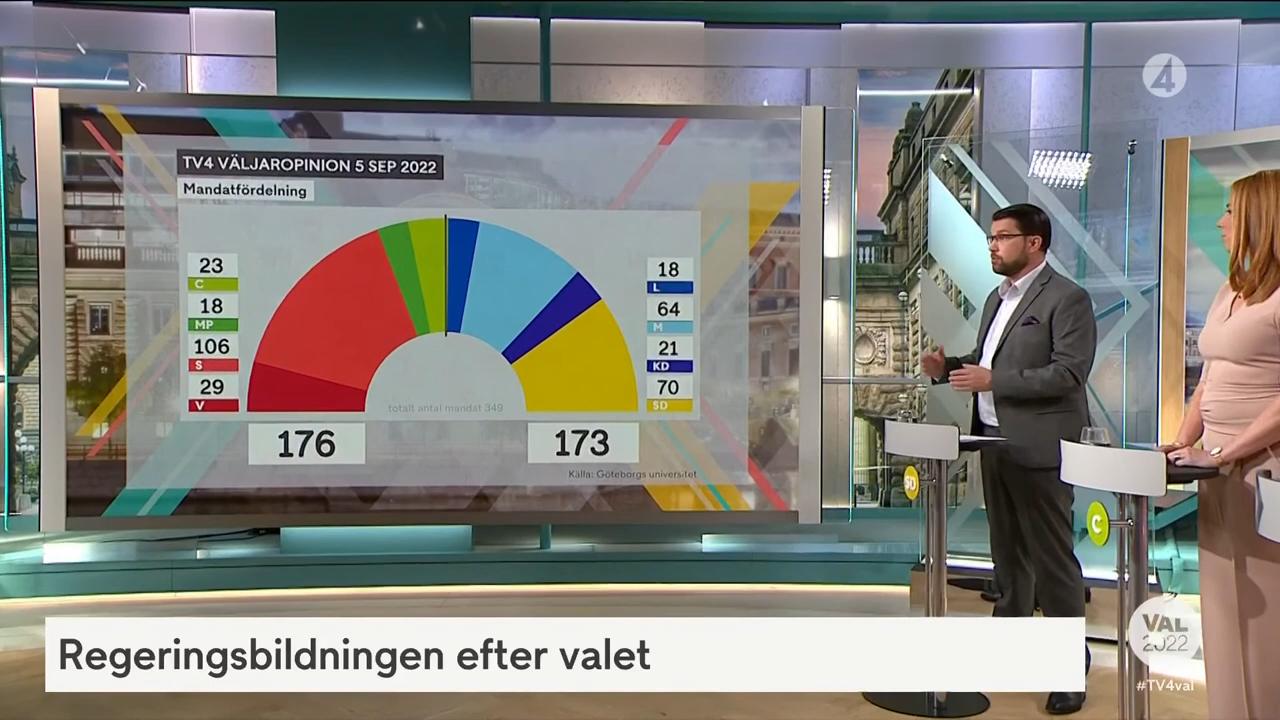 4
TV4 VÄLJAROPINION 5 SEP 2022
Mandatfördelning
23
C
18
MP
106
S
29
V
18
L
64
M
21
KD
70
SD
totalt antal mandat 349
176
173
Källa: Göteborgs universitet
SD
C
Regeringsbildningen efter valet
VAL
2022
#TV4val